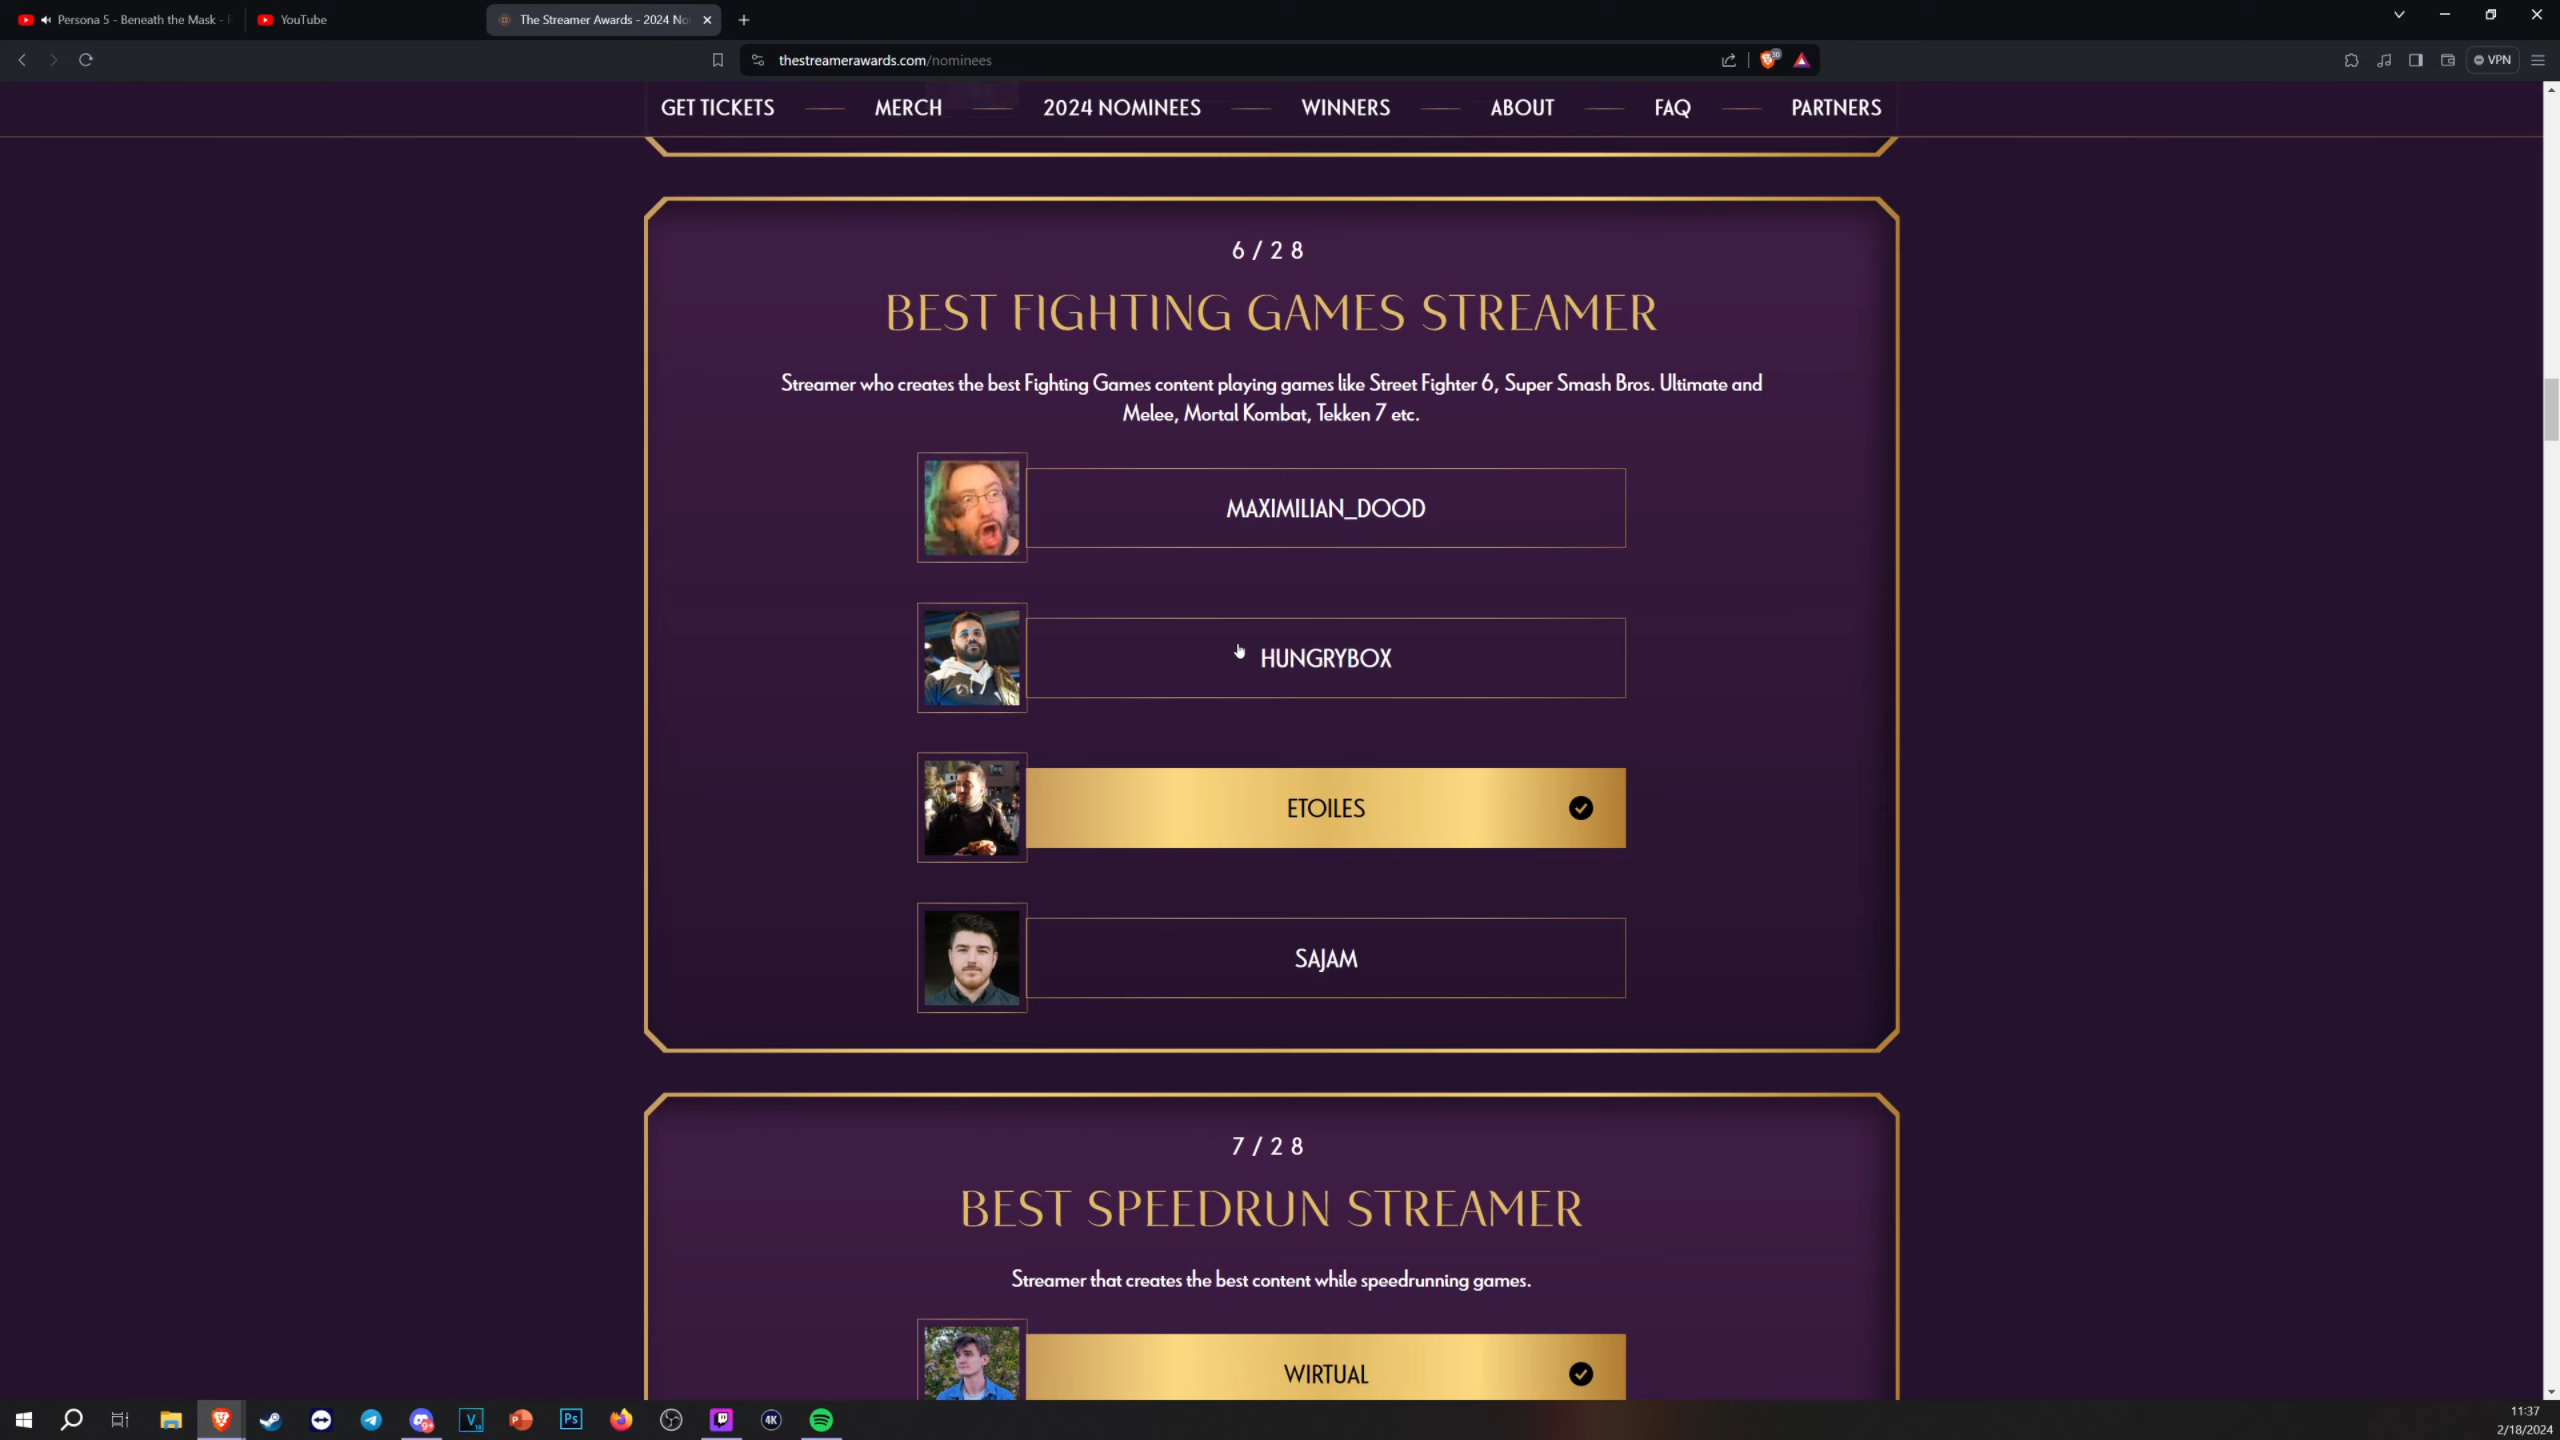 Persona 5 - Beneath the Mask -
YouTube
The Streamer Awards - 2024 No
thestreamerawards.com/nominees
30
VPN
GET TICKETS
MERCH
2024 NOMINEES
WINNERS
ABOUT
FAQ
PARTNERS
6/28
BEST FIGHTING GAMES STREAMER
Streamer who creates the best Fighting Games content playing games like Street Fighter 6, Super Smash Bros. Ultimate and
Melee, Mortal Kombat, Tekken 7 etc.
MAXIMILIAN_DOOD
HUNGRYBOX
ETOILES
SAJAM
7/28
BEST SPEEDRUN STREAMER
Streamer that creates the best content while speedrunning games.
WIRTUAL
9+
Ps
4K
11:37
2/18/2024